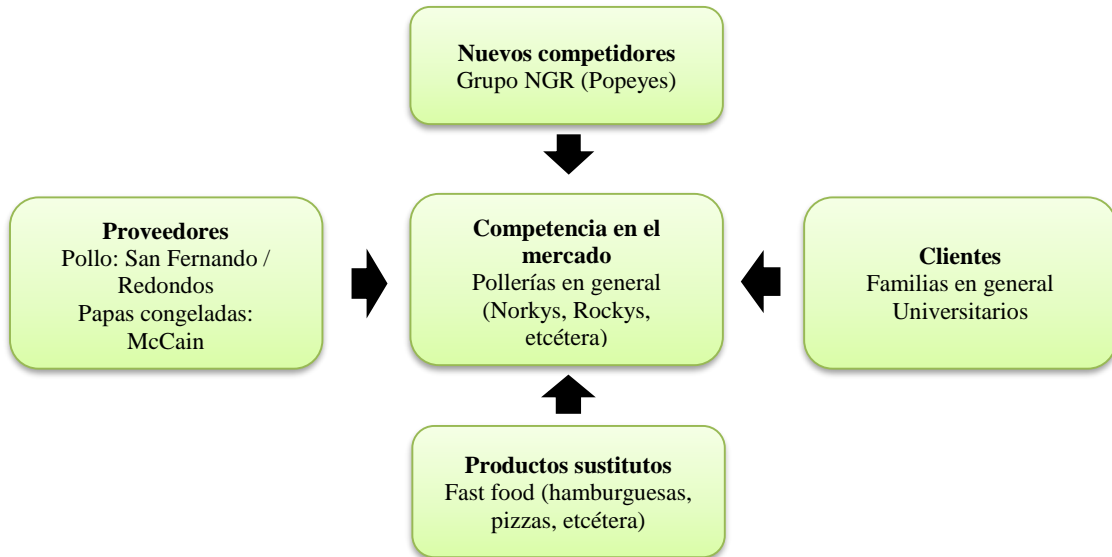 Nuevos competidores
Grupo NGR (Popeyes)
Proveedores
Pollo: San Fernando /
Redondos
Papas congeladas:
McCain
Competencia en el
mercado
Pollerías en general
(Norkys, Rockys,
etcétera)
Clientes
Familias en general
Universitarios
Productos sustitutos
Fast food (hamburguesas,
pizzas, etcétera)